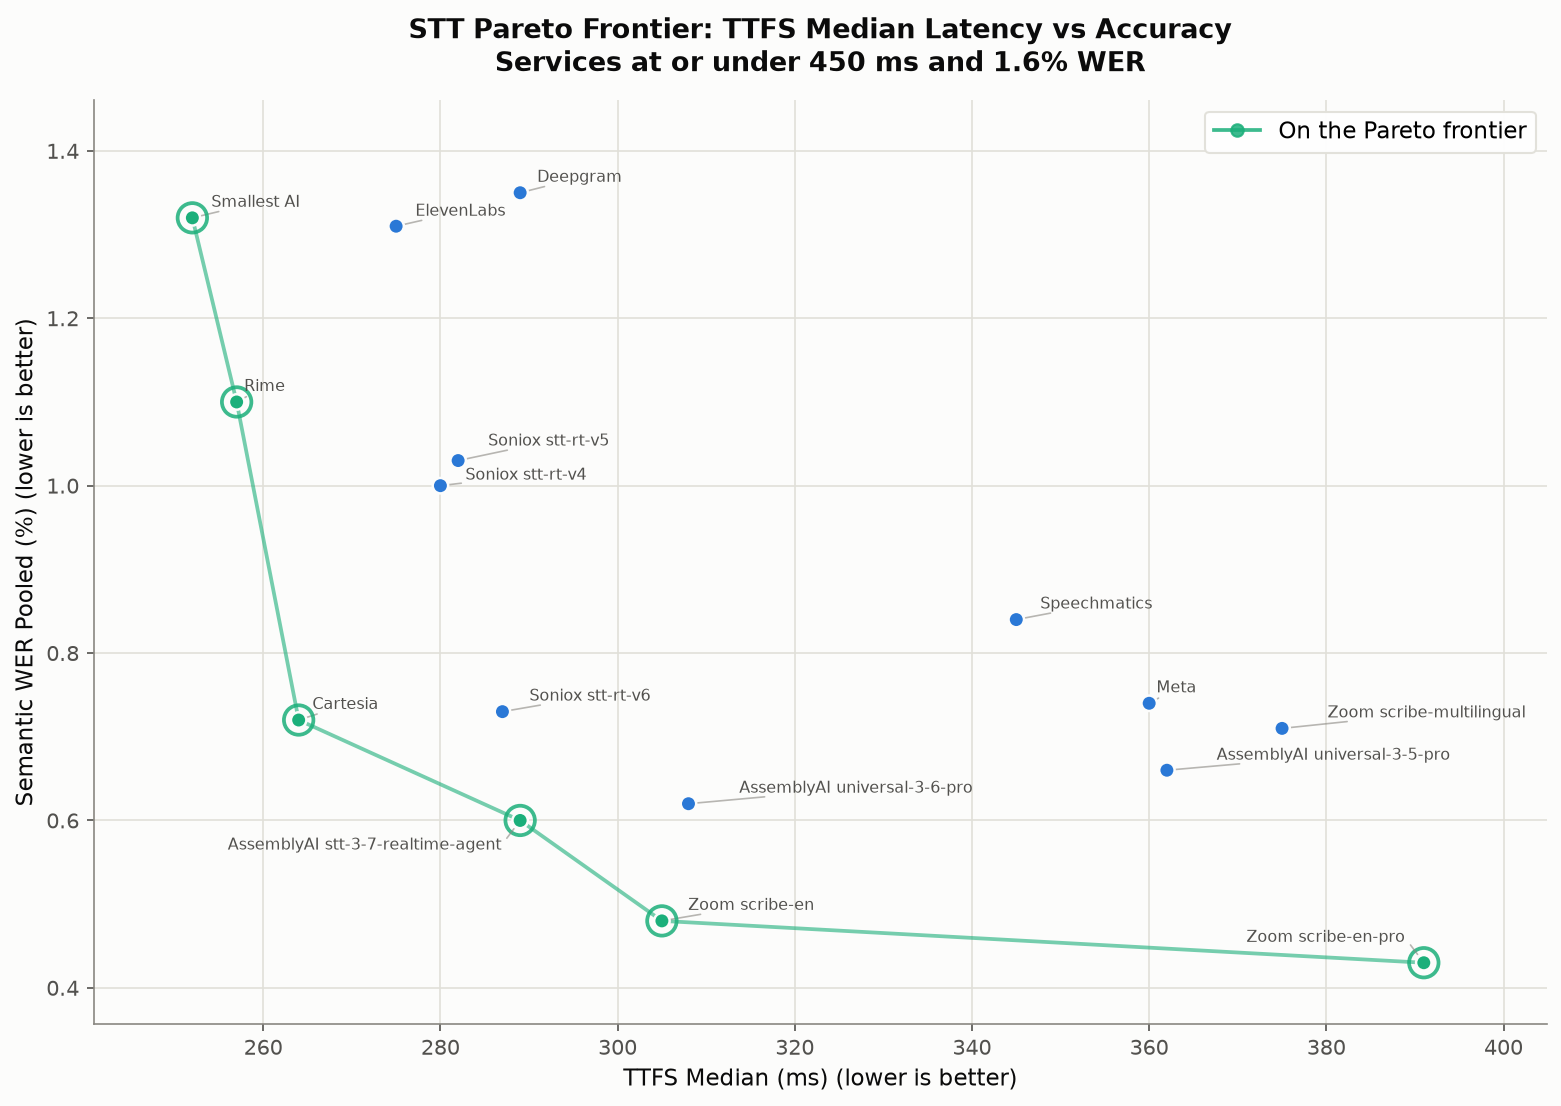 STT Pareto Frontier: TTFS Median Latency vs Accuracy
Services at or under 450 ms and 1.6% WER
On the Pareto frontier
Semantic WER Pooled (%) (lower is better)
1.4
1.2
1.0
0.8
0.6
0.4
Deepgram
Smallest AI
ElevenLabs
Rime
Soniox stt-rt-v5
Soniox stt-rt-v4
Speechmatics
Meta
Soniox stt-rt-v6
Cartesia
Zoom scribe-multilingual
AssemblyAI universal-3-5-pro
AssemblyAI universal-3-6-pro
AssemblyAI stt-3-7-realtime-agent
Zoom scribe-en
Zoom scribe-en-pro
260
280
300
320
340
360
380
400
TTFS Median (ms) (lower is better)